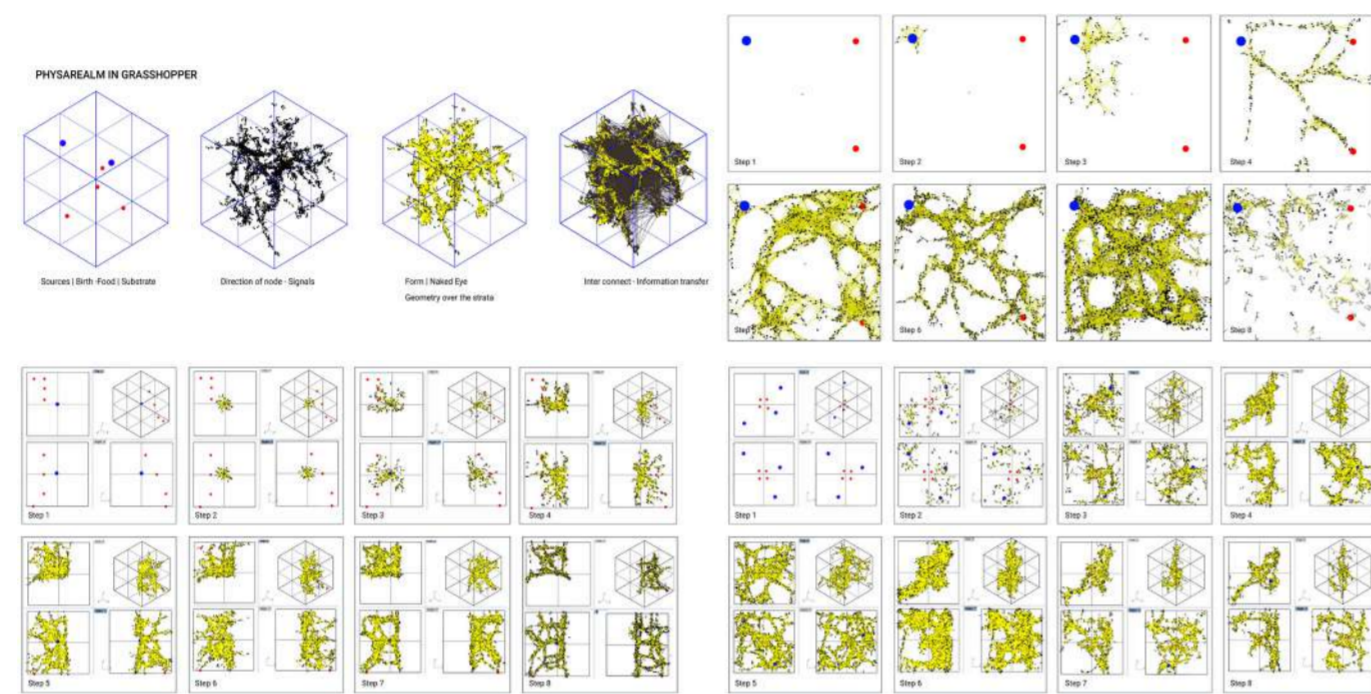 PHYSAREALM IN GRASSHOPPER
Sources | Birth -Food | Substrate
Direction of node - Signals
Form | Naked Eye
Geometry over the strata
Inter connect - Information transfer
Step 1
Step 2
Step 3
Step 4
Step
Step 6
Step 8
Step 1
Step 2
Step 3
Step 4
Step 5
Step 6
Step 7
Step 8
Step 1
Step 2
Step 3
Step 4
Step 5
Step 6
Step 7
Step 8